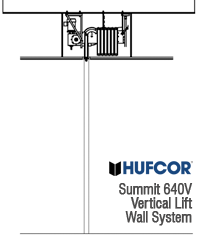 HUFCOR
Summit 640V
Vertical Lift
Wall System